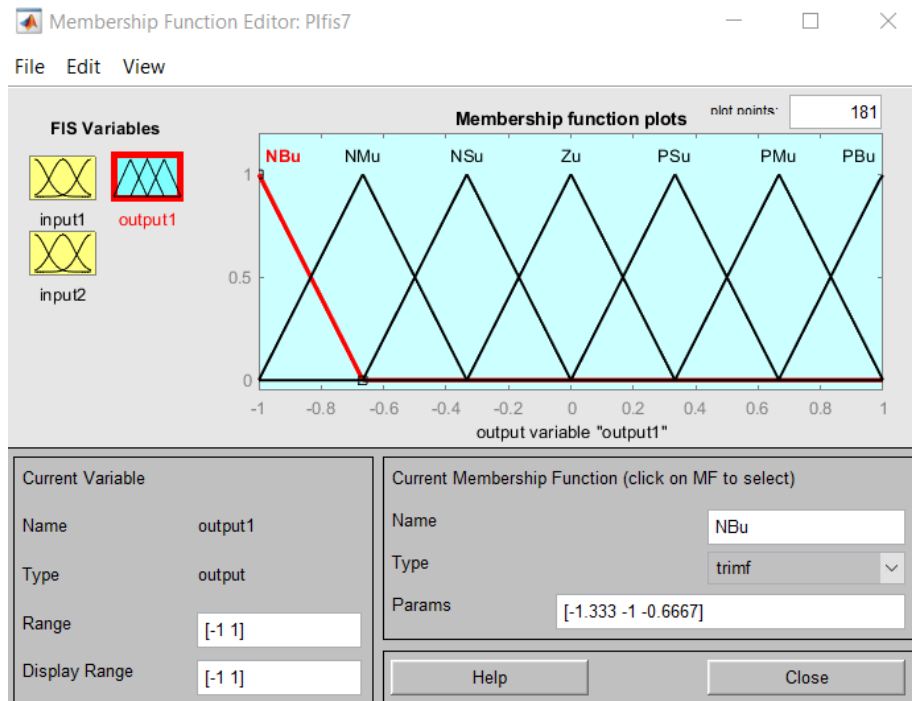 Membership Function Editor: PIfis7
File Edit View
FIS Variables
input1
output1
input2
Membership function plots
plot points:
181
NBu NMu NSu Zu PSu PMu PBu
1
0.5
0
-1 -0.8 -0.6 -0.4 -0.2 0 0.2 0.4 0.6 0.8 1
output variable "output1"
Current Variable
Name output1
Type output
Range [-1 1]
Display Range [-1 1]
Current Membership Function (click on MF to select)
Name NBu
Type trimf
Params [-1.333 -1 -0.6667]
Help Close